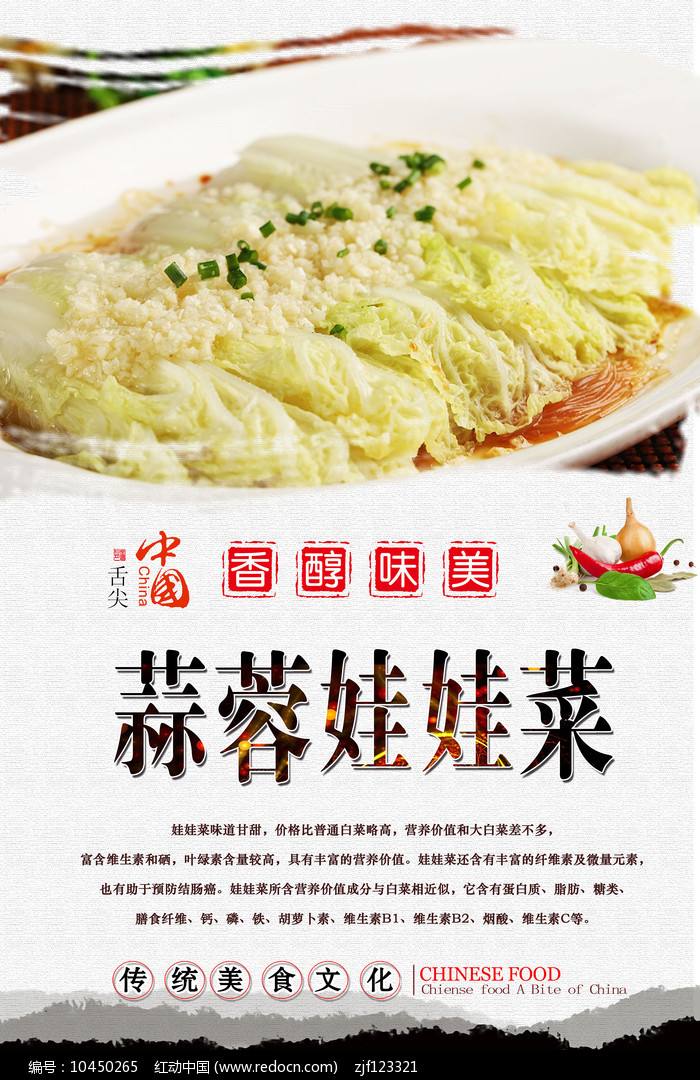 舌尖
中国
China
香醇味美
蒜蓉娃娃菜
娃娃菜味道甘甜，价格比普通白菜略高，营养价值和大白菜差不多，
富含维生素和硒，叶绿素含量较高，具有丰富的营养价值。娃娃菜还含有丰富的纤维素及微量元素，
也有助于预防结肠癌。娃娃菜所含营养价值成分与白菜相近似，它含有蛋白质、脂肪、糖类、
膳食纤维、钙、磷、铁、胡萝卜素、维生素B1、维生素B2、烟酸、维生素C等。
传统美食文化
CHINESE FOOD
Chiense food A Bite of China
编号：10450265 红动中国 (www.redocn.com) zjf123321